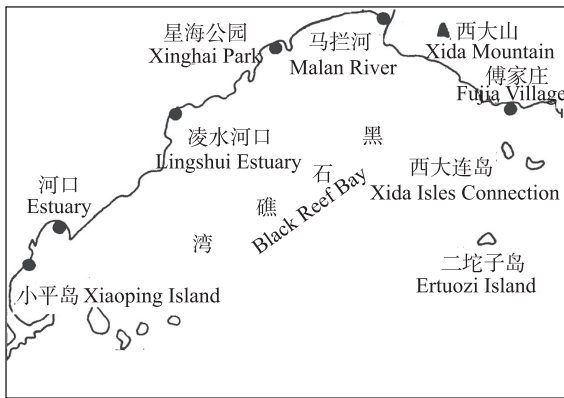 星海公园
Xinghai Park
马拦河
Malan River
西大山
Xida Mountain
傅家庄
Fujia Village
凌水河口
Lingshui Estuary
黑
石
礁
湾
Black Reef Bay
西大连岛
Xida Isles Connection
河口
Estuary
二坨子岛
Ertuozi Island
小平岛 Xiaoping Island